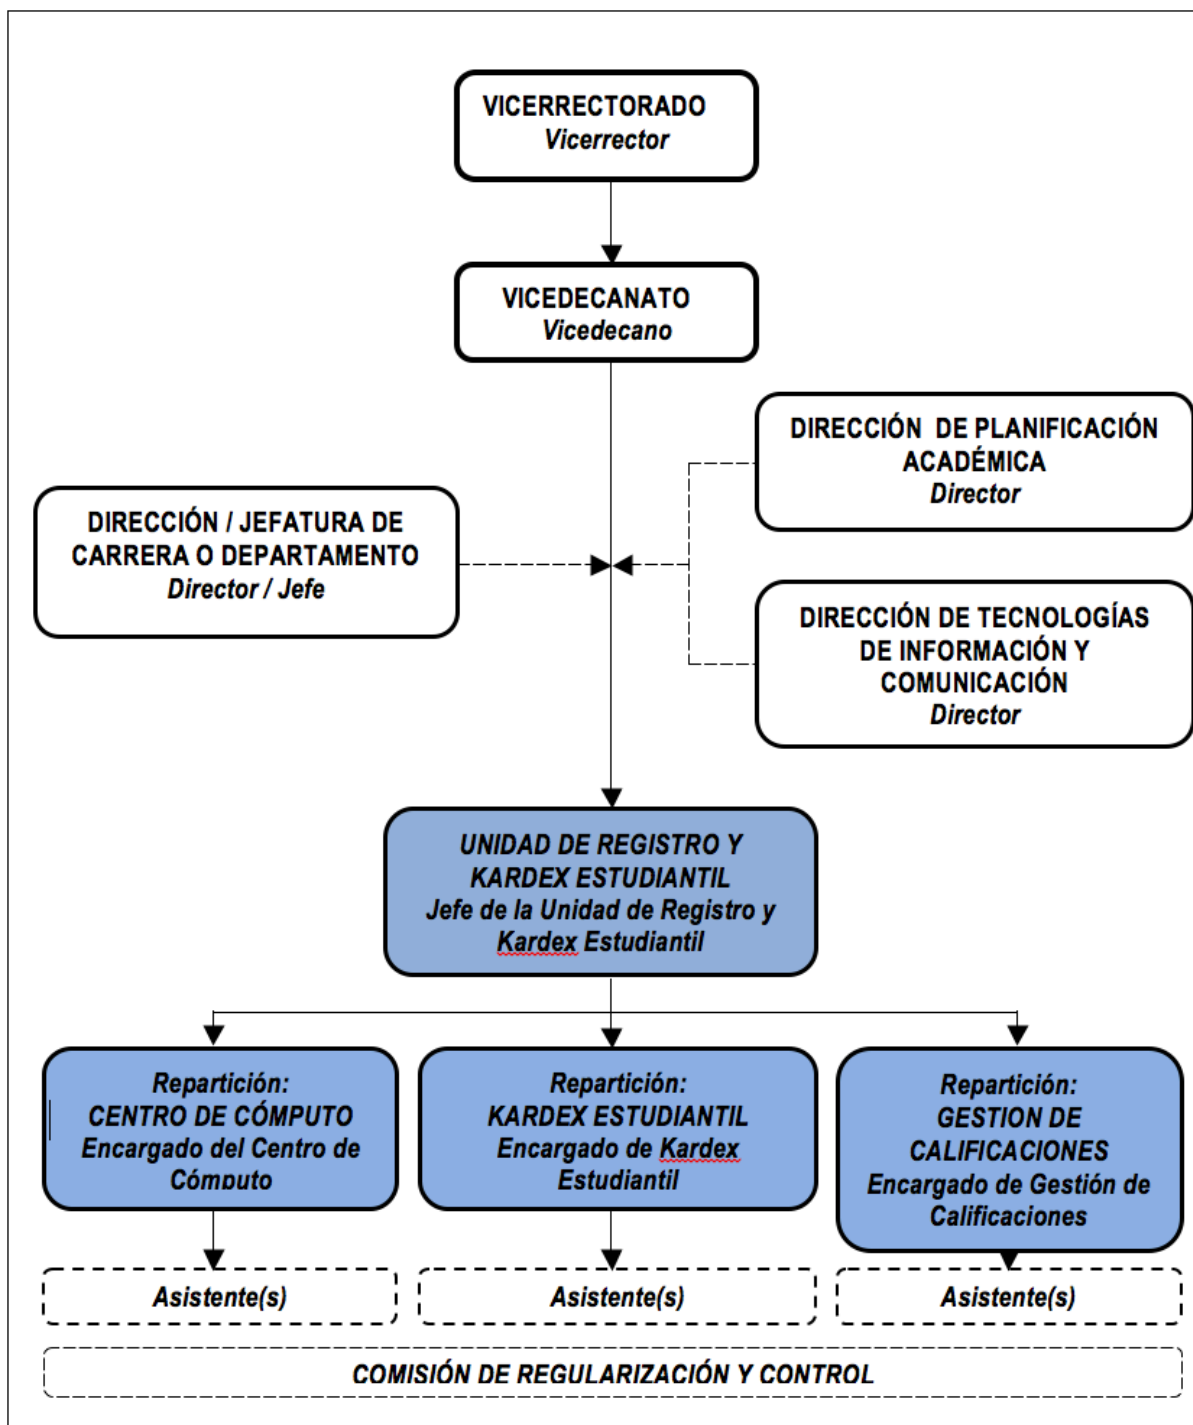 VICERRECTORADO
Vicerrector
VICEDECANATO
Vicedecano
DIRECCIÓN DE PLANIFICACIÓN
ACADÉMICA
Director
DIRECCIÓN / JEFATURA DE
CARRERA O DEPARTAMENTO
Director / Jefe
DIRECCIÓN DE TECNOLOGÍAS
DE INFORMACIÓN Y
COMUNICACIÓN
Director
UNIDAD DE REGISTRO Y
KARDEX ESTUDIANTIL
Jefe de la Unidad de Registro y
Kardex Estudiantil
Repartición:
CENTRO DE CÓMPUTO
Encargado del Centro de
Cómputo
Repartición:
KARDEX ESTUDIANTIL
Encargado de Kardex
Estudiantil
Repartición:
GESTION DE
CALIFICACIONES
Encargado de Gestión de
Calificaciones
Asistente(s)
Asistente(s)
Asistente(s)
COMISIÓN DE REGULARIZACIÓN Y CONTROL